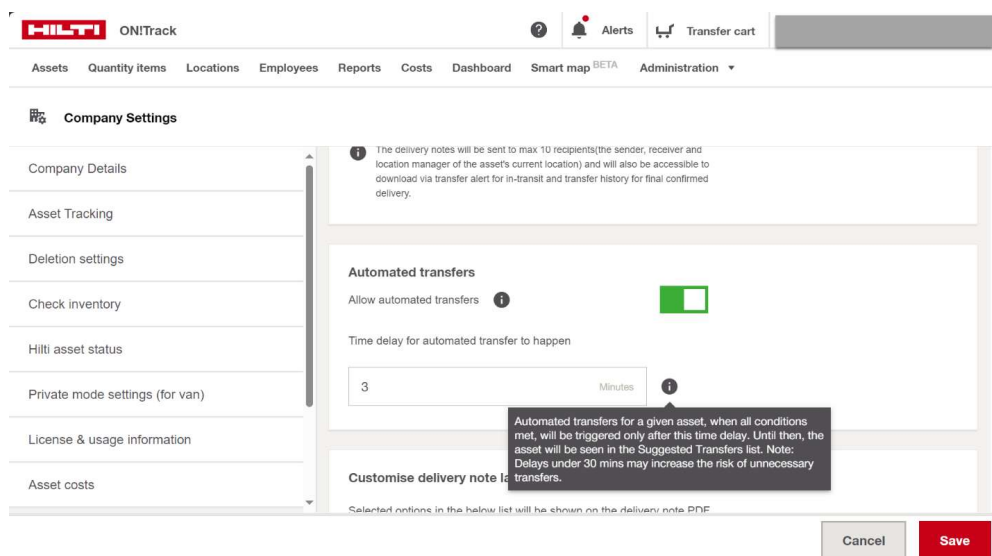 HILTI ON!Track
Alerts
Transfer cart
Assets Quantity items Locations Employees Reports Costs Dashboard Smart map BETA Administration
Company Settings
Company Details
Asset Tracking
Deletion settings
Check inventory
Hilti asset status
Private mode settings (for van)
License & usage information
Asset costs
The delivery notes will be sent to max 10 recipients(the sender, receiver and
location manager of the asset's current location) and will also be accessible to
download via transfer alert for in-transit and transfer history for final confirmed
delivery.
Automated transfers
Allow automated transfers
Time delay for automated transfer to happen
3 Minutes
Automated transfers for a given asset, when all conditions
met, will be triggered only after this time delay. Until then, the
asset will be seen in the Suggested Transfers list. Note:
Delays under 30 mins may increase the risk of unnecessary
transfers.
Customise delivery note
Selected options in the below list will be shown on the delivery note PDF
Cancel Save